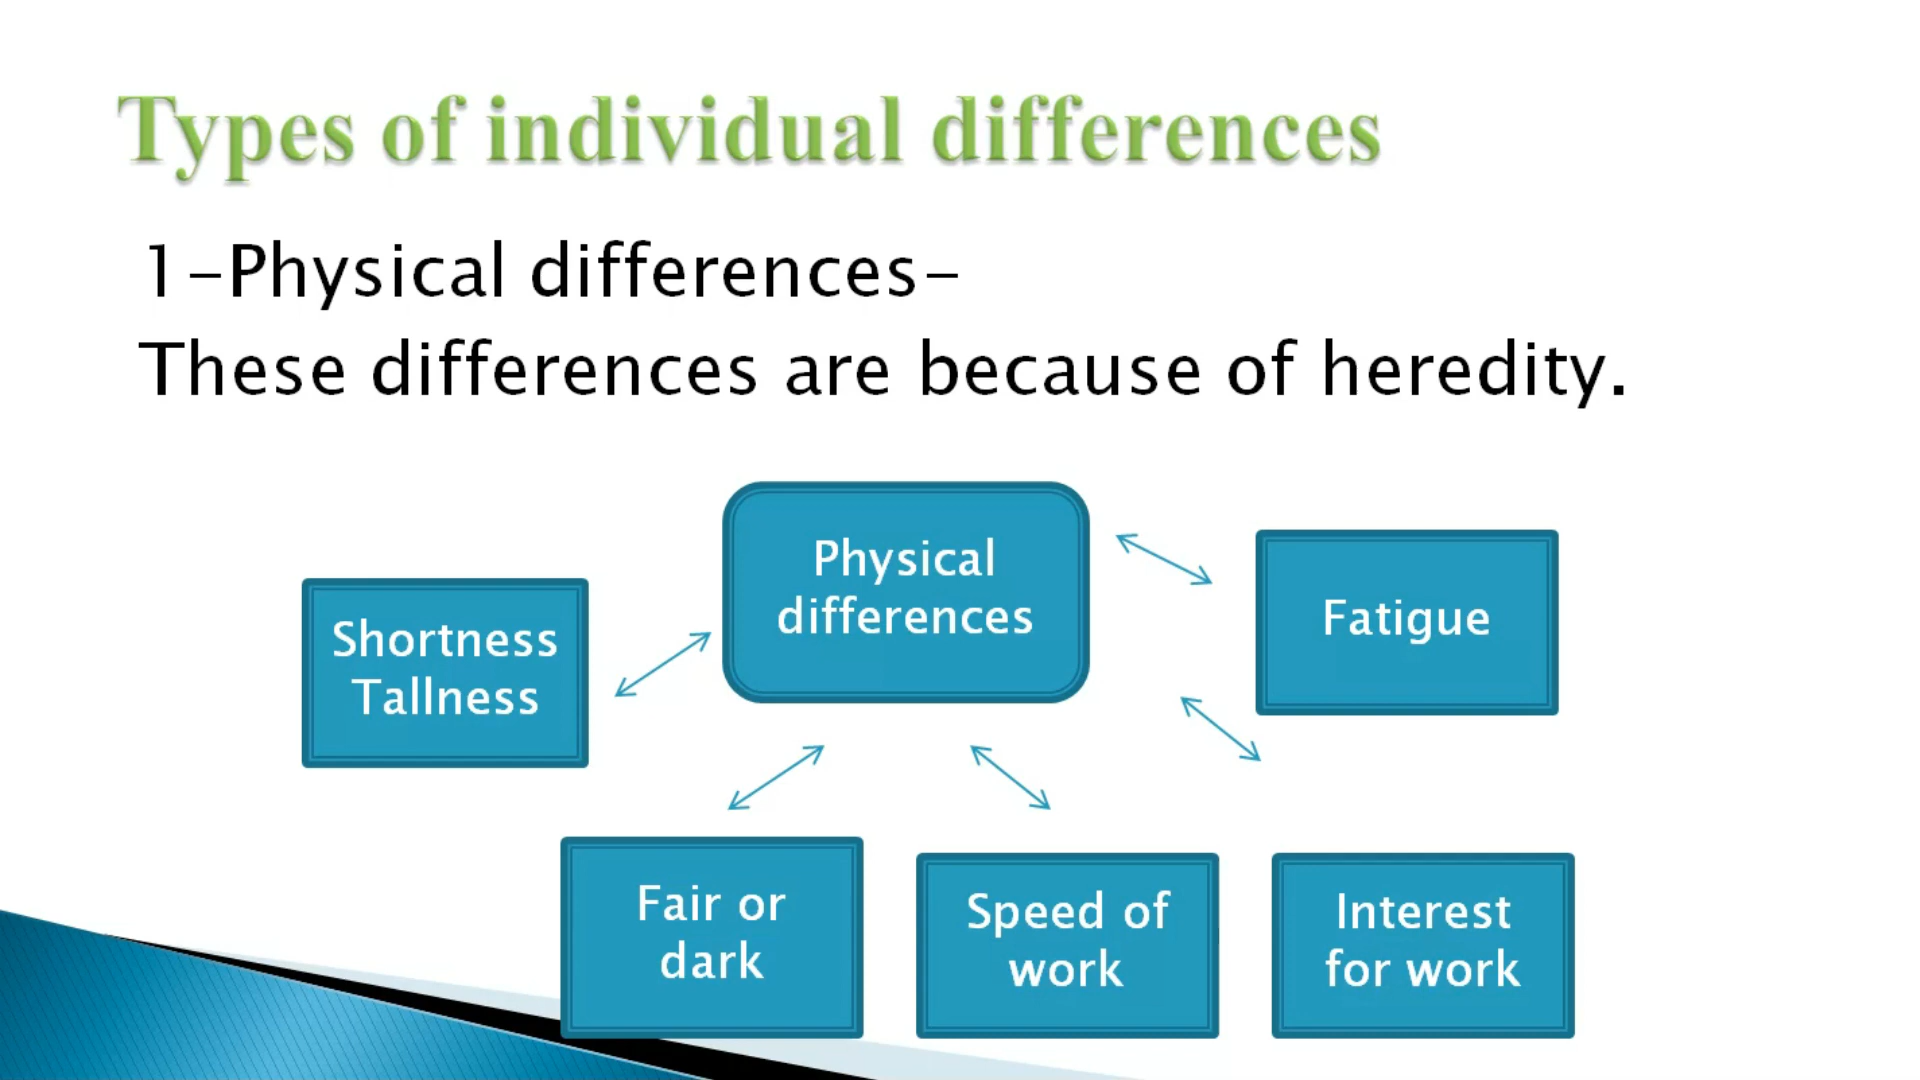 Types of individual differences
1-Physical differences-
These differences are because of heredity.
Physical
differences
Shortness
Tallness
Fatigue
Fair or
dark
Speed of
work
Interest
for work